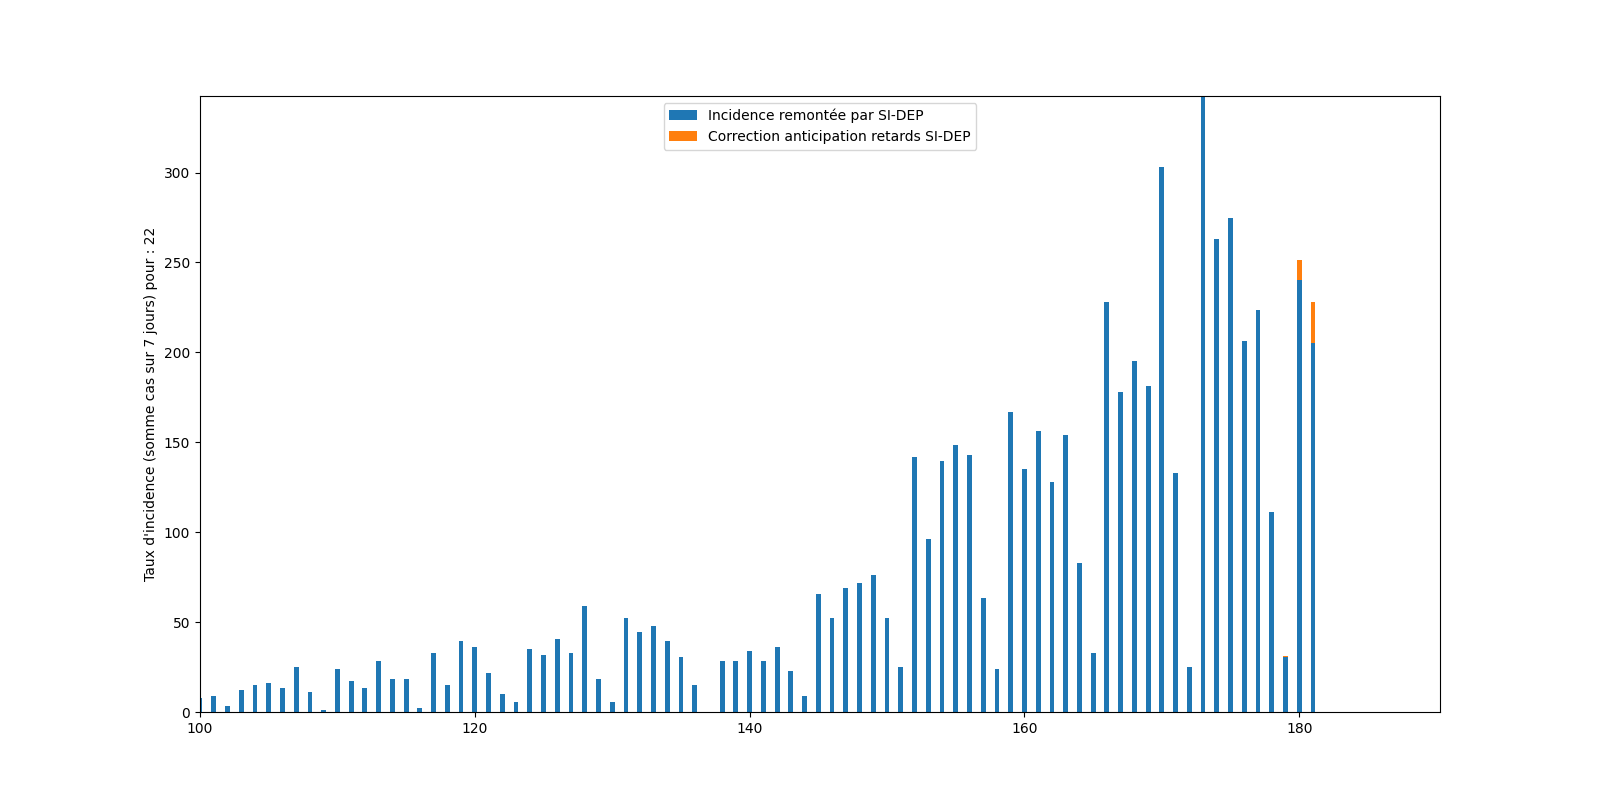 Incidence remontée par SI-DEP
Correction anticipation retards SI-DEP
Taux d'incidence (somme cas sur 7 jours) pour : 22
300
250
200
150
100
50
0
100 120 140 160 180